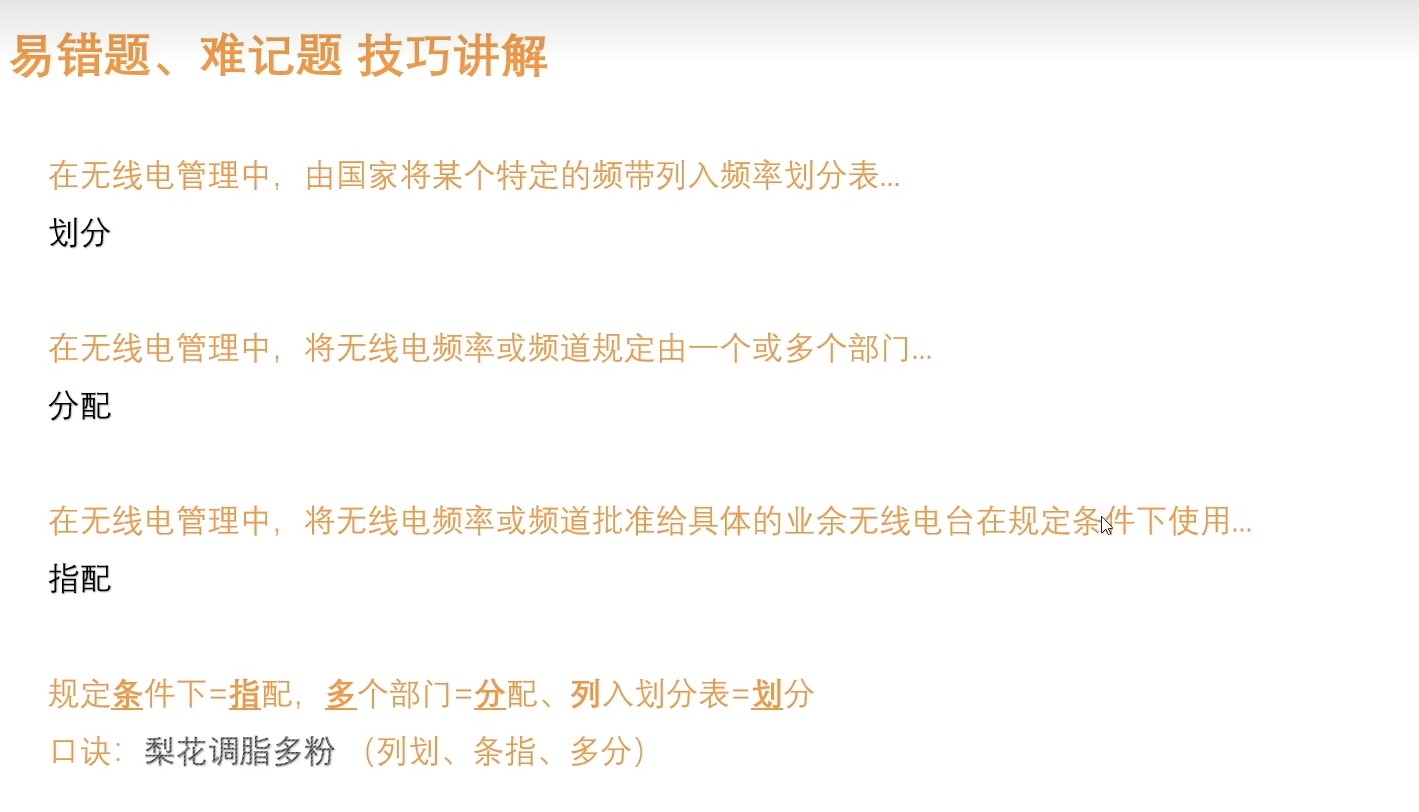 易错题、难记题 技巧讲解
在无线电管理中，由国家将某个特定的频带列入频率划分表...
划分
在无线电管理中，将无线电频率或频道规定由一个或多个部门...
分配
在无线电管理中，将无线电频率或频道批准给具体的业余无线电台在规定条件下使用...
指配
规定条件下=指配，多个部门=分配、列入划分表=划分
口诀：梨花调脂多粉 （列划、条指、多分）